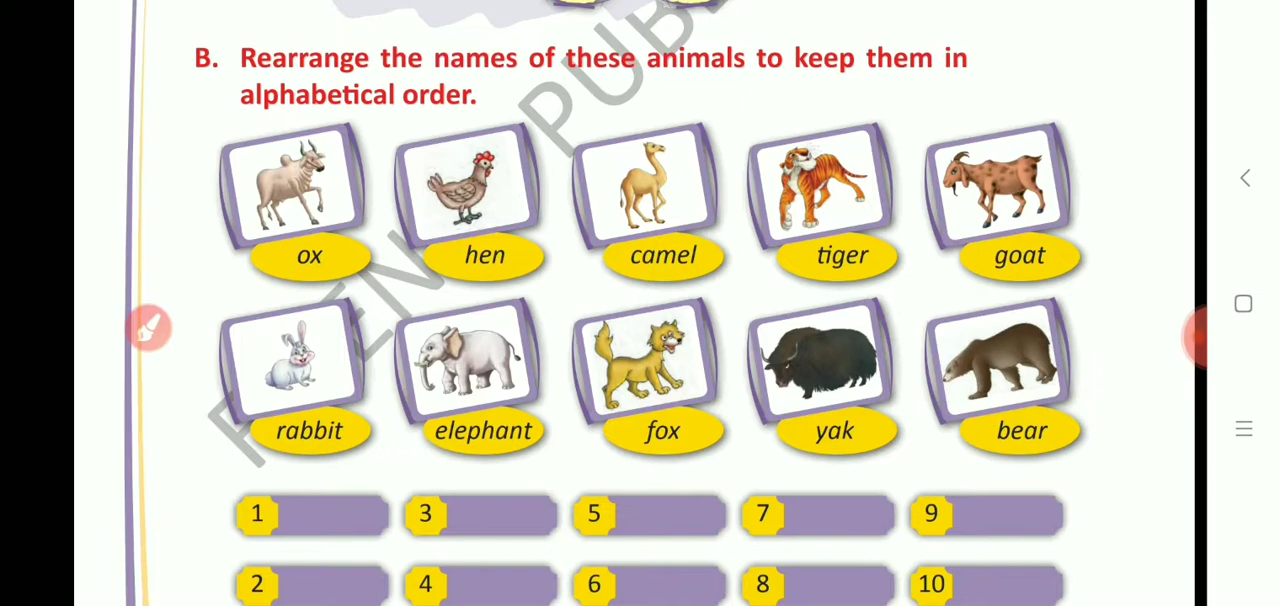 B. Rearrange the names of these animals to keep them in
alphabetical order.
ox hen camel tiger goat
rabbit elephant fox yak bear
1 3 5 7 9
2 4 6 8 10